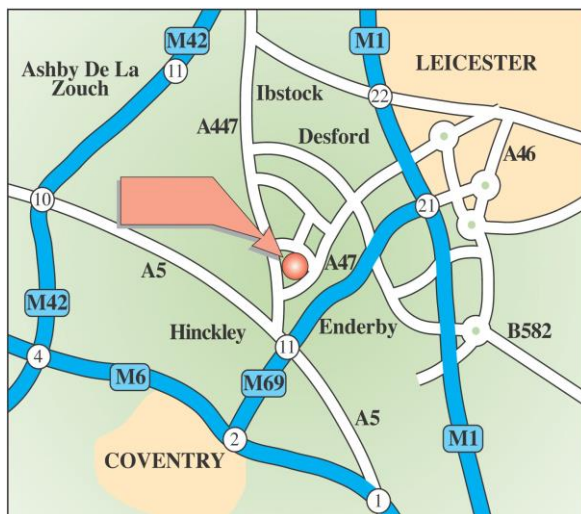 M42
M1
Ashby De La
Zouch
11
LEICESTER
22
Ibstock
A447
Desford
A46
10
21
A47
A5
M42
Hinckley
Enderby
B582
11
4
M6
M69
A5
2
M1
COVENTRY
1